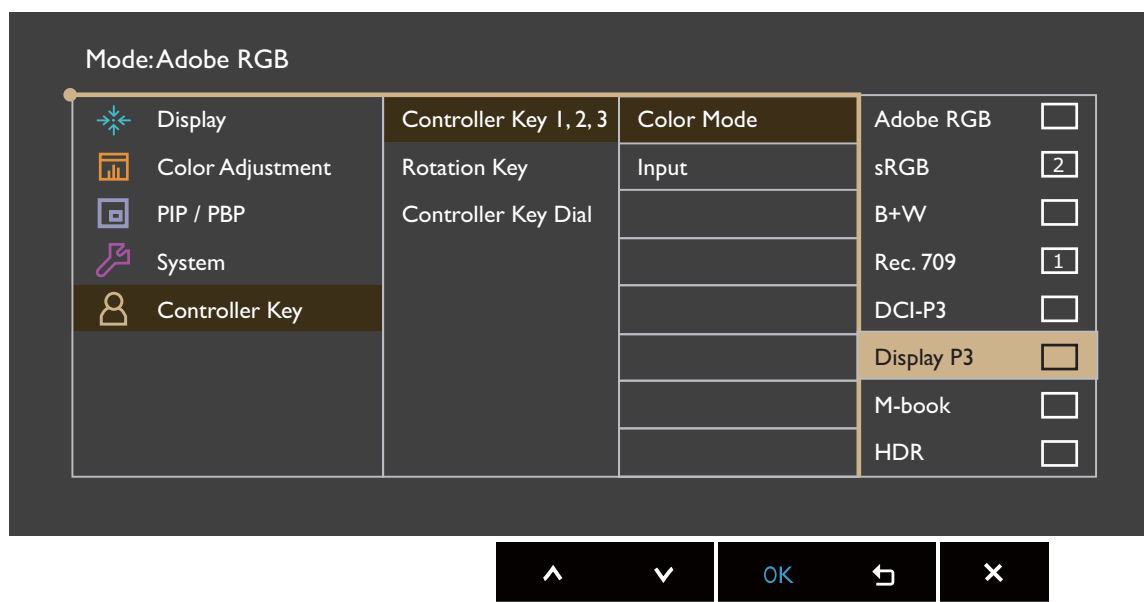 Mode: Adobe RGB
Display
Controller Key 1, 2, 3
Color Mode
Adobe RGB
Color Adjustment
Rotation Key
Input
sRGB
2
PIP / PBP
Controller Key Dial
B+W
System
Rec. 709
1
Controller Key
DCI-P3
Display P3
M-book
HDR
OK